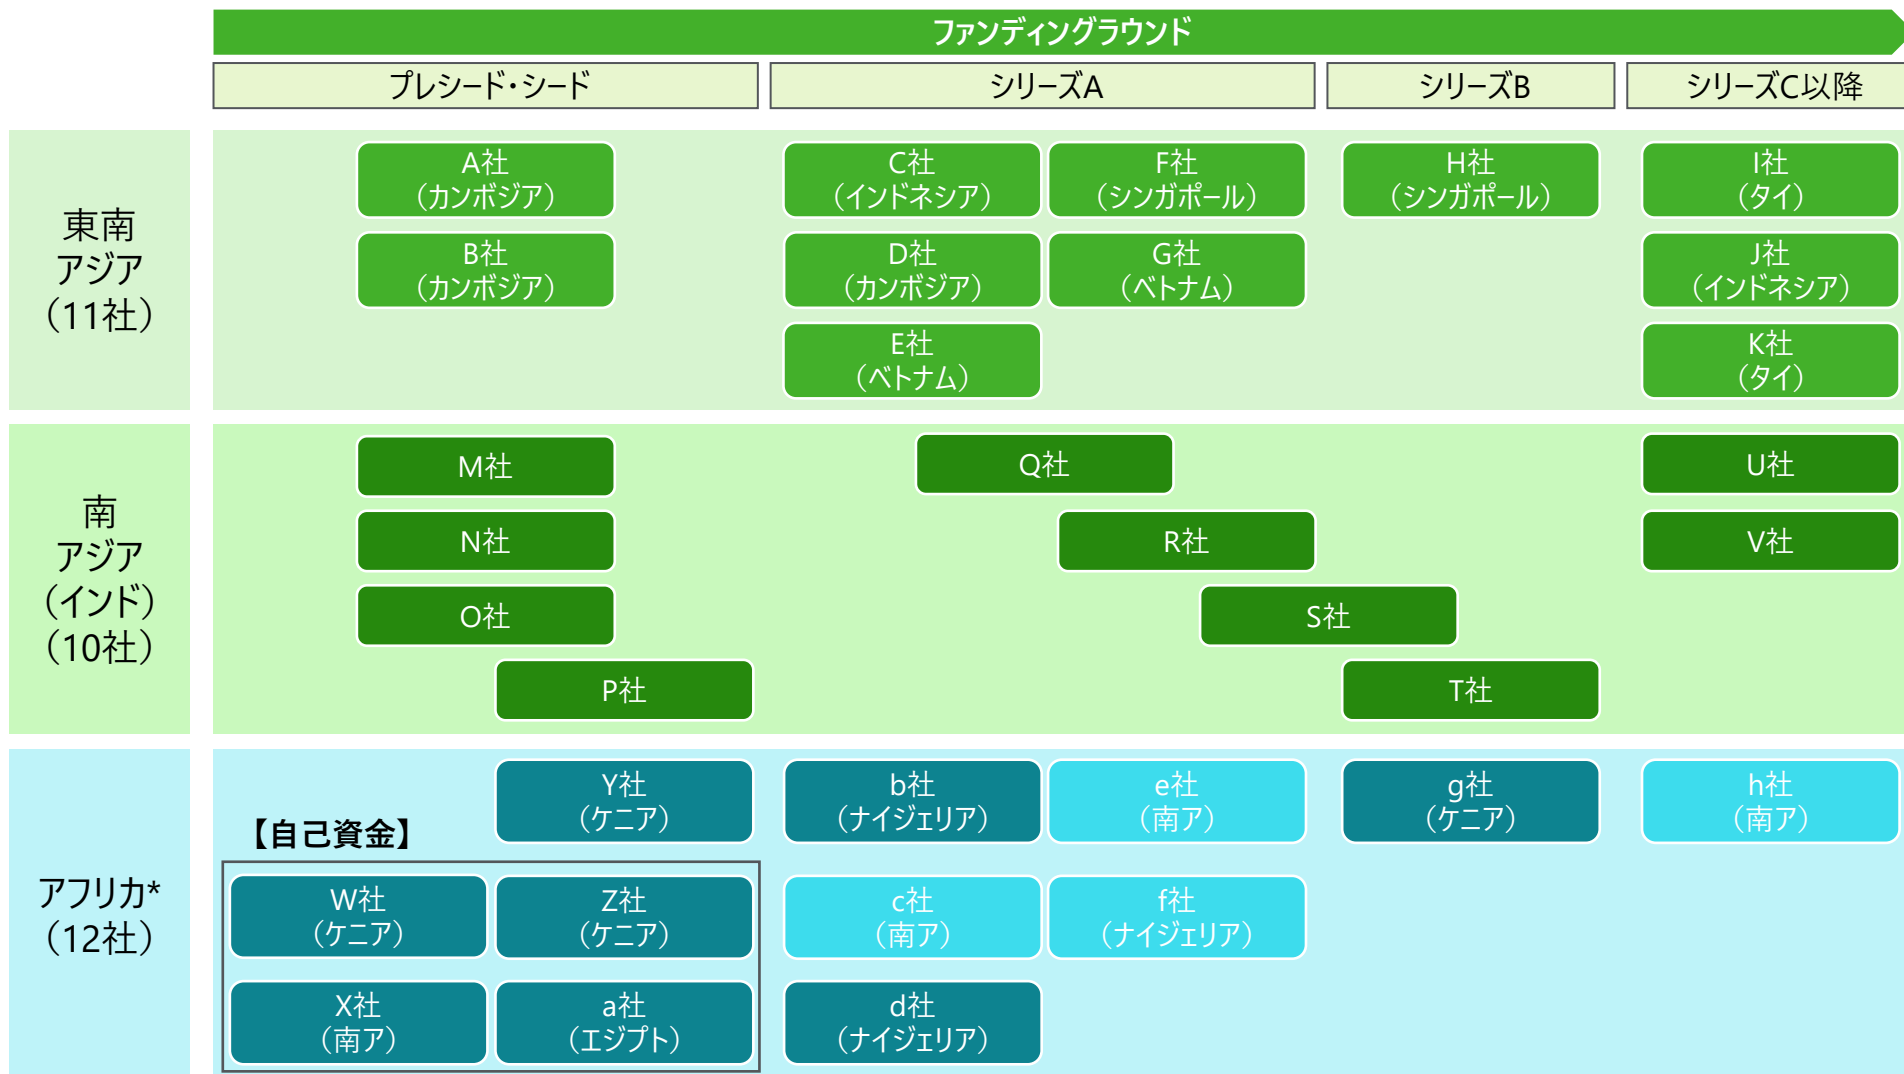 ファンディングラウンド
プレシード・シード
シリーズA
シリーズB
シリーズC以降
東南
アジア
（11社）
A社
（カンボジア）
C社
（インドネシア）
F社
（シンガポール）
H社
（シンガポール）
I社
（タイ）
B社
（カンボジア）
D社
（カンボジア）
G社
（ベトナム）
J社
（インドネシア）
E社
（ベトナム）
K社
（タイ）
南
アジア
（インド）
（10社）
M社
Q社
U社
N社
R社
V社
O社
S社
P社
T社
アフリカ*
（12社）
Y社
（ケニア）
b社
（ナイジェリア）
e社
（南ア）
g社
（ケニア）
h社
（南ア）
【自己資金】
W社
（ケニア）
Z社
（ケニア）
c社
（南ア）
f社
（ナイジェリア）
X社
（南ア）
a社
（エジプト）
d社
（ナイジェリア）